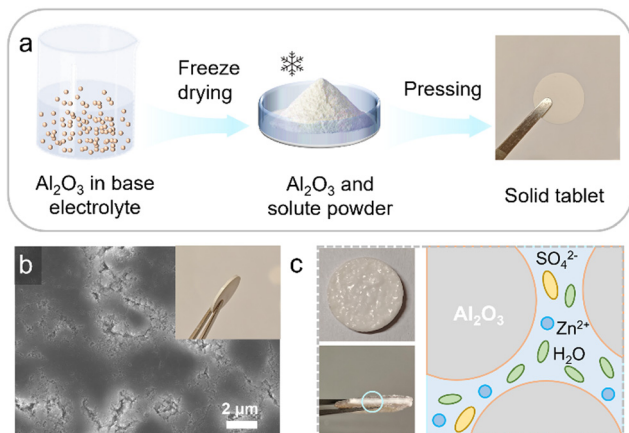 a
Freeze
drying
Pressing
Al₂O₃ in base
electrolyte
Al₂O₃ and
solute powder
Solid tablet
b
2 μm
c
SO₄²⁻
Al₂O₃
Zn²⁺
H₂O